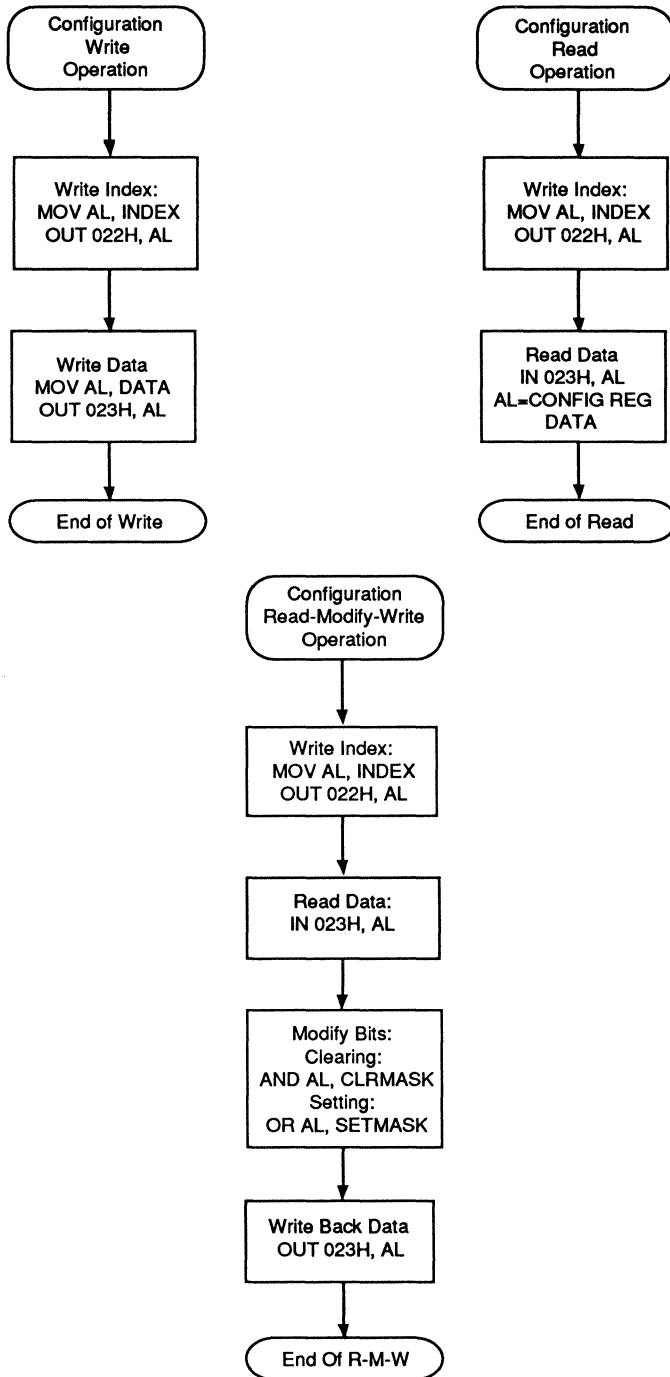 Configuration
Write
Operation
Write Index:
MOV AL, INDEX
OUT 022H, AL
Write Data
MOV AL, DATA
OUT 023H, AL
End of Write
Configuration
Read
Operation
Write Index:
MOV AL, INDEX
OUT 022H, AL
Read Data
IN 023H, AL
AL=CONFIG REG
DATA
End of Read
Configuration
Read-Modify-Write
Operation
Write Index:
MOV AL, INDEX
OUT 022H, AL
Read Data:
IN 023H, AL
Modify Bits:
Clearing:
AND AL, CLRMASK
Setting:
OR AL, SETMASK
Write Back Data
OUT 023H, AL
End Of R-M-W